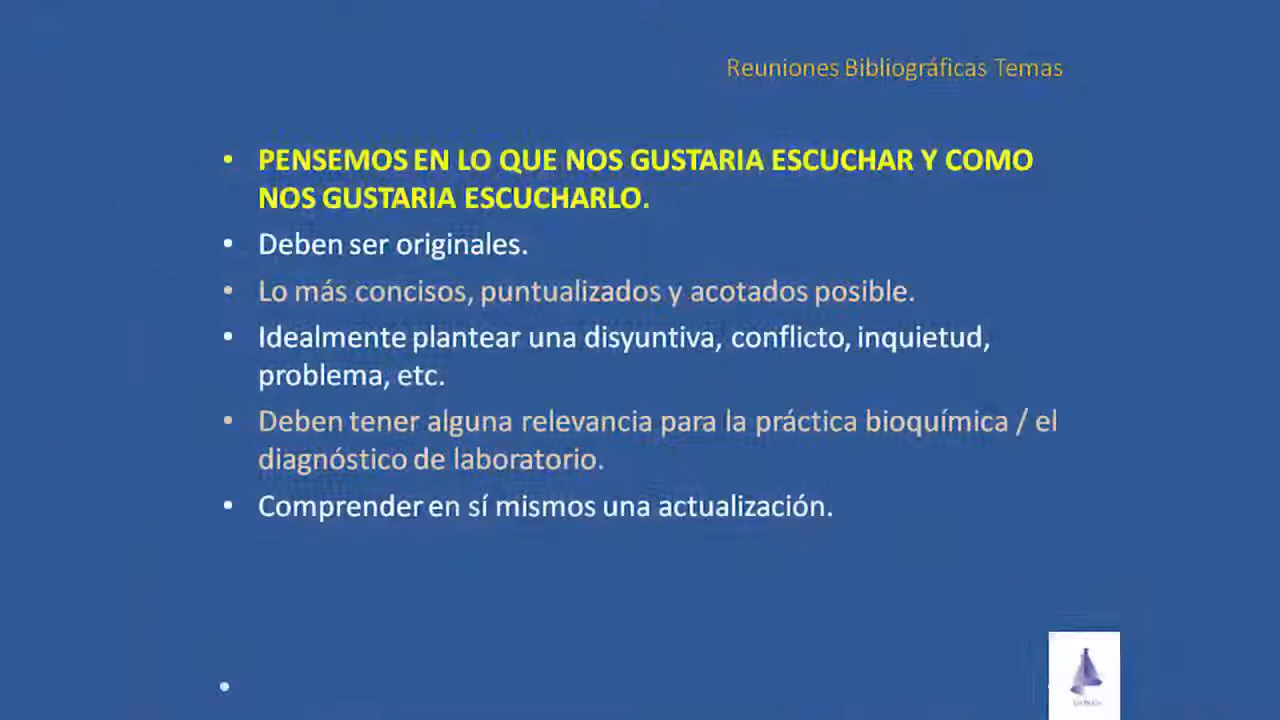 Reuniones Bibliográficas Temas
• PENSEMOS EN LO QUE NOS GUSTARIA ESCUCHAR Y COMO
NOS GUSTARIA ESCUCHARLO.
• Deben ser originales.
• Lo más concisos, puntualizados y acotados posible.
• Idealmente plantear una disyuntiva, conflicto, inquietud,
problema, etc.
• Deben tener alguna relevancia para la práctica bioquímica / el
diagnóstico de laboratorio.
• Comprender en sí mismos una actualización.
•